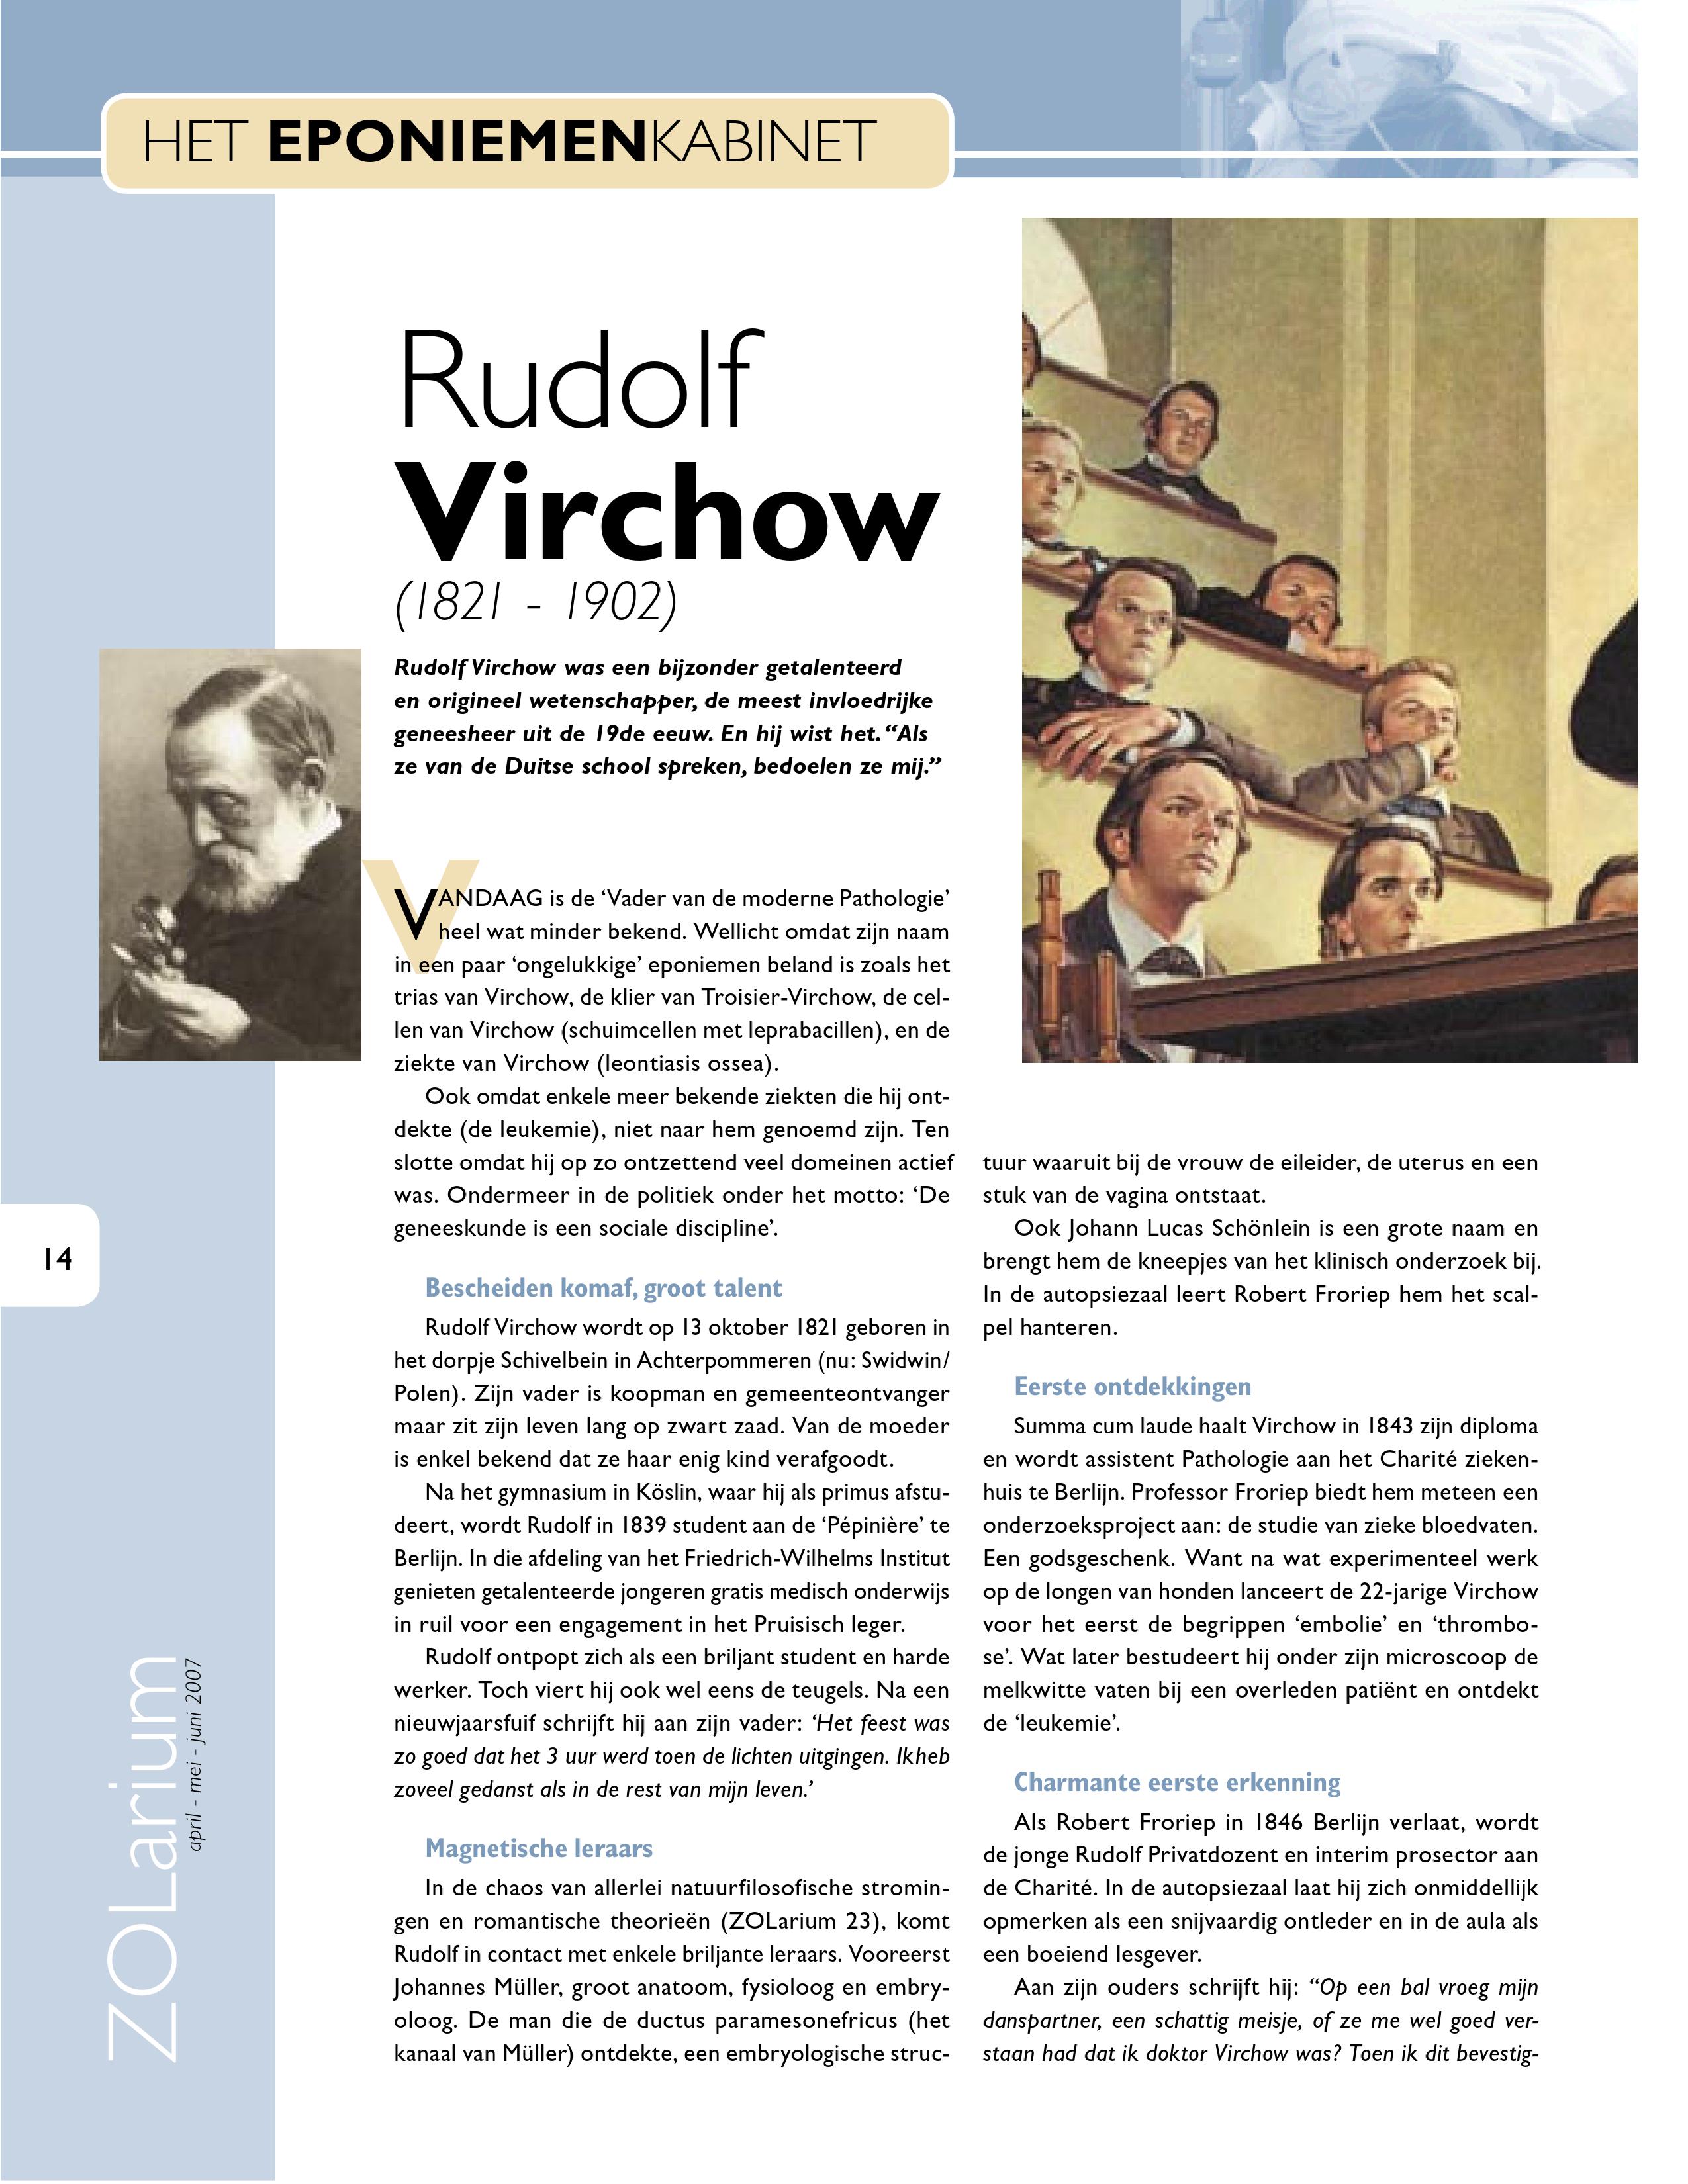 HET EPONIEMENKABINET
Rudolf
Virchow
(1821 - 1902)
Rudolf Virchow was een bijzonder getalenteerd
en origineel wetenschapper, de meest invloedrijke
geneesheer uit de 19de eeuw. En hij wist het. “Als
ze van de Duitse school spreken, bedoelen ze mij.”
VANDAAG is de ‘Vader van de moderne Pathologie’
heel wat minder bekend. Wellicht omdat zijn naam
in een paar ‘ongelukkige’ eponiemen beland is zoals het
trias van Virchow, de klier van Troisier-Virchow, de cel-
len van Virchow (schuimcellen met leprabacillen), en de
ziekte van Virchow (leontiasis ossea).
Ook omdat enkele meer bekende ziekten die hij ont-
dekte (de leukemie), niet naar hem genoemd zijn. Ten
slotte omdat hij op zo ontzettend veel domeinen actief
was. Ondermeer in de politiek onder het motto: ‘De
geneeskunde is een sociale discipline’.
Bescheiden komaf, groot talent
Rudolf Virchow wordt op 13 oktober 1821 geboren in
het dorpje Schivelbein in Achterpommeren (nu: Swidwin/
Polen). Zijn vader is koopman en gemeenteontvanger
maar zit zijn leven lang op zwart zaad. Van de moeder
is enkel bekend dat ze haar enig kind verafgoodt.
Na het gymnasium in Köslin, waar hij als primus afstu-
deert, wordt Rudolf in 1839 student aan de ‘Pépinière’ te
Berlijn. In die afdeling van het Friedrich-Wilhelms Institut
genieten getalenteerde jongeren gratis medisch onderwijs
in ruil voor een engagement in het Pruisisch leger.
Rudolf ontpopt zich als een briljant student en harde
werker. Toch viert hij ook wel eens de teugels. Na een
nieuwjaarsfuif schrijft hij aan zijn vader: ‘Het feest was
zo goed dat het 3 uur werd toen de lichten uitgingen. Ik heb
zoveel gedanst als in de rest van mijn leven.’
Magnetische leraars
In de chaos van allerlei natuurfilosofische stromin-
gen en romantische theorieën (ZOLarium 23), komt
Rudolf in contact met enkele briljante leraars. Vooreerst
Johannes Müller, groot anatoom, fysioloog en embry-
oloog. De man die de ductus paramesonefricus (het
kanaal van Müller) ontdekte, een embryologische struc-
tuur waaruit bij de vrouw de eileider, de uterus en een
stuk van de vagina ontstaat.
Ook Johann Lucas Schönlein is een grote naam en
brengt hem de kneepjes van het klinisch onderzoek bij.
In de autopsiezaal leert Robert Froriep hem het scal-
pel hanteren.
Eerste ontdekkingen
Summa cum laude haalt Virchow in 1843 zijn diploma
en wordt assistent Pathologie aan het Charité zieken-
huis te Berlijn. Professor Froriep biedt hem meteen een
onderzoeksproject aan: de studie van zieke bloedvaten.
Een godsgeschenk. Want na wat experimenteel werk
op de longen van honden lanceert de 22-jarige Virchow
voor het eerst de begrippen ‘embolie’ en ‘thrombo-
se’. Wat later bestudeert hij onder zijn microscoop de
melkwitte vaten bij een overleden patiënt en ontdekt
de ‘leukemie’.
Charmante eerste erkenning
Als Robert Froriep in 1846 Berlijn verlaat, wordt
de jonge Rudolf Privatdozent en interim prosector aan
de Charité. In de autopsiezaal laat hij zich onmiddellijk
opmerken als een snijvaardig ontleder en in de aula als
een boeiend lesgever.
Aan zijn ouders schrijft hij: “Op een bal vroeg mijn
danspartner, een schattig meisje, of ze me wel goed ver-
staan had dat ik doktor Virchow was? Toen ik dit bevestig-
14
ZOLarium
april - mei - juni 2007